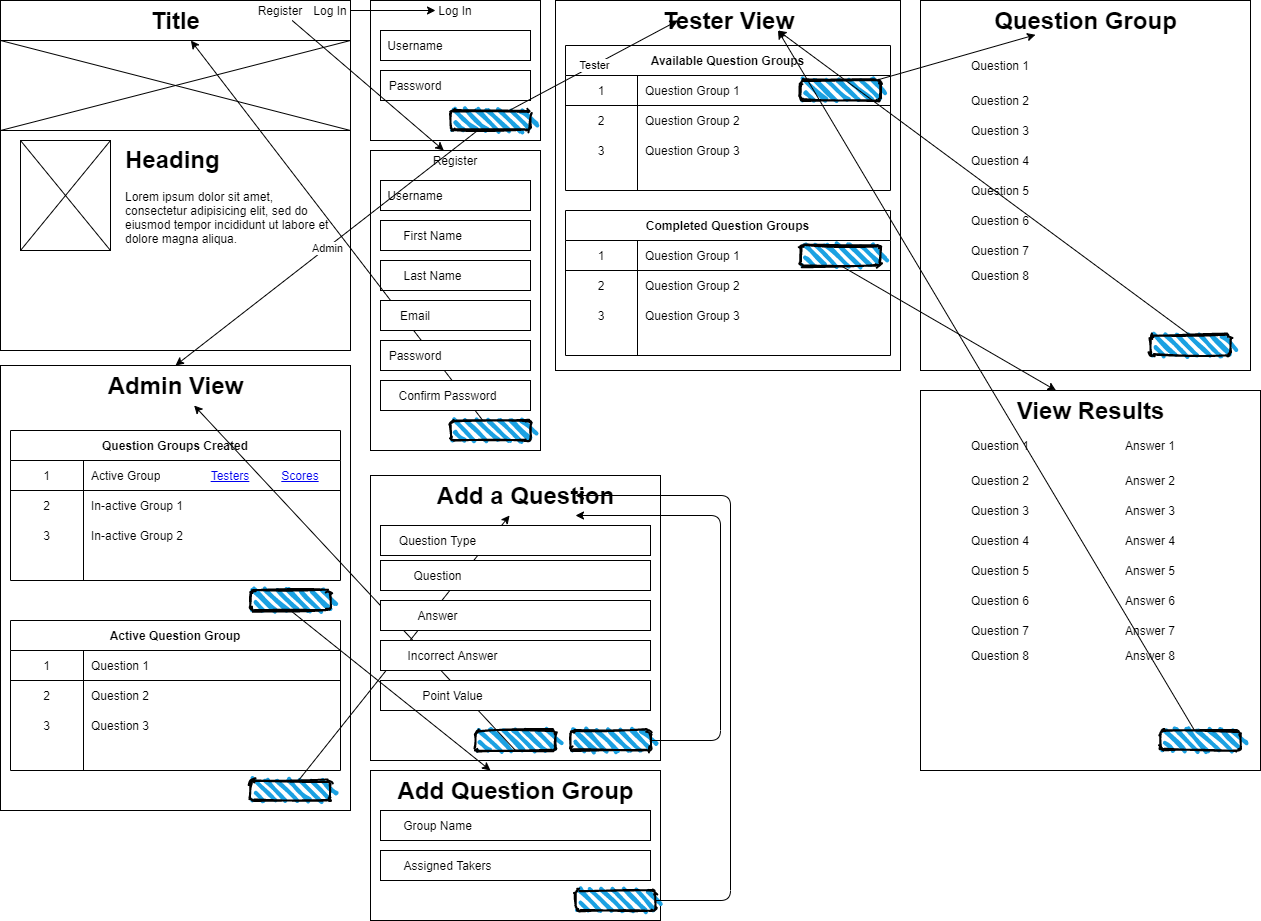 Title
Register
Log In
Heading
Lorem ipsum dolor sit amet,
consectetur adipisicing elit, sed do
eiusmod tempor incididunt ut labore et
dolore magna aliqua.
Log In
Username
Password
Register
Username
First Name
Last Name
Email
Password
Confirm Password
Tester
Admin
Tester View
Available Question Groups
1 Question Group 1
2 Question Group 2
3 Question Group 3
Completed Question Groups
1 Question Group 1
2 Question Group 2
3 Question Group 3
Question Group
Question 1
Question 2
Question 3
Question 4
Question 5
Question 6
Question 7
Question 8
Admin View
Question Groups Created
1 Active Group Testers Scores
2 In-active Group 1
3 In-active Group 2
Active Question Group
1 Question 1
2 Question 2
3 Question 3
Add a Question
Question Type
Question
Answer
Incorrect Answer
Point Value
Add Question Group
Group Name
Assigned Takers
View Results
Question 1 Answer 1
Question 2 Answer 2
Question 3 Answer 3
Question 4 Answer 4
Question 5 Answer 5
Question 6 Answer 6
Question 7 Answer 7
Question 8 Answer 8